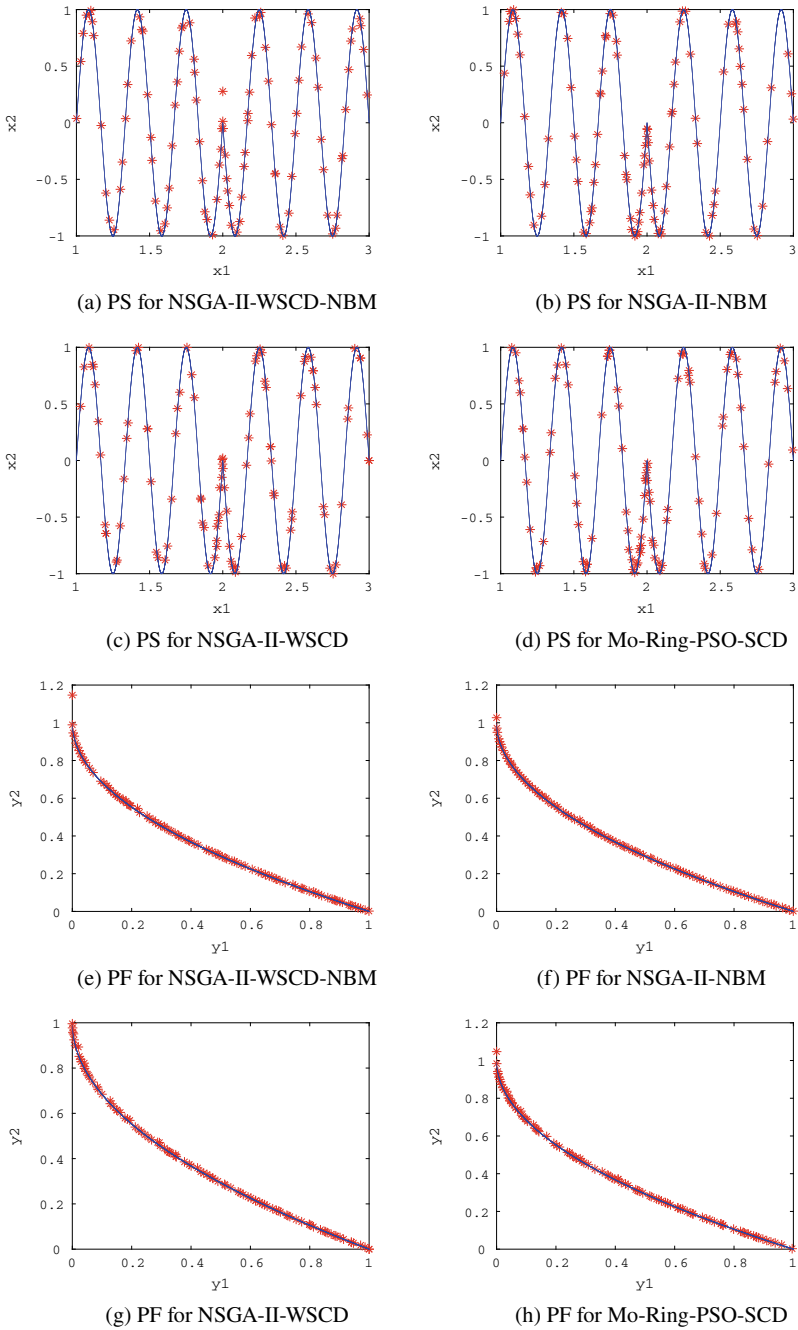 1
0.5
0
-0.5
-1
x2
1 1.5 2 2.5 3
x1
(a) PS for NSGA-II-WSCD-NBM
1
0.5
0
-0.5
-1
x2
1 1.5 2 2.5 3
x1
(b) PS for NSGA-II-NBM
1
0.5
0
-0.5
-1
x2
1 1.5 2 2.5 3
x1
(c) PS for NSGA-II-WSCD
1
0.5
0
-0.5
-1
x2
1 1.5 2 2.5 3
x1
(d) PS for Mo-Ring-PSO-SCD
1.2
1
0.8
0.6
0.4
0.2
0
y2
0 0.2 0.4 0.6 0.8 1
y1
(e) PF for NSGA-II-WSCD-NBM
1.2
1
0.8
0.6
0.4
0.2
0
y2
0 0.2 0.4 0.6 0.8 1
y1
(f) PF for NSGA-II-NBM
1
0.8
0.6
0.4
0.2
0
y2
0 0.2 0.4 0.6 0.8 1
y1
(g) PF for NSGA-II-WSCD
1.2
1
0.8
0.6
0.4
0.2
0
y2
0 0.2 0.4 0.6 0.8 1
y1
(h) PF for Mo-Ring-PSO-SCD